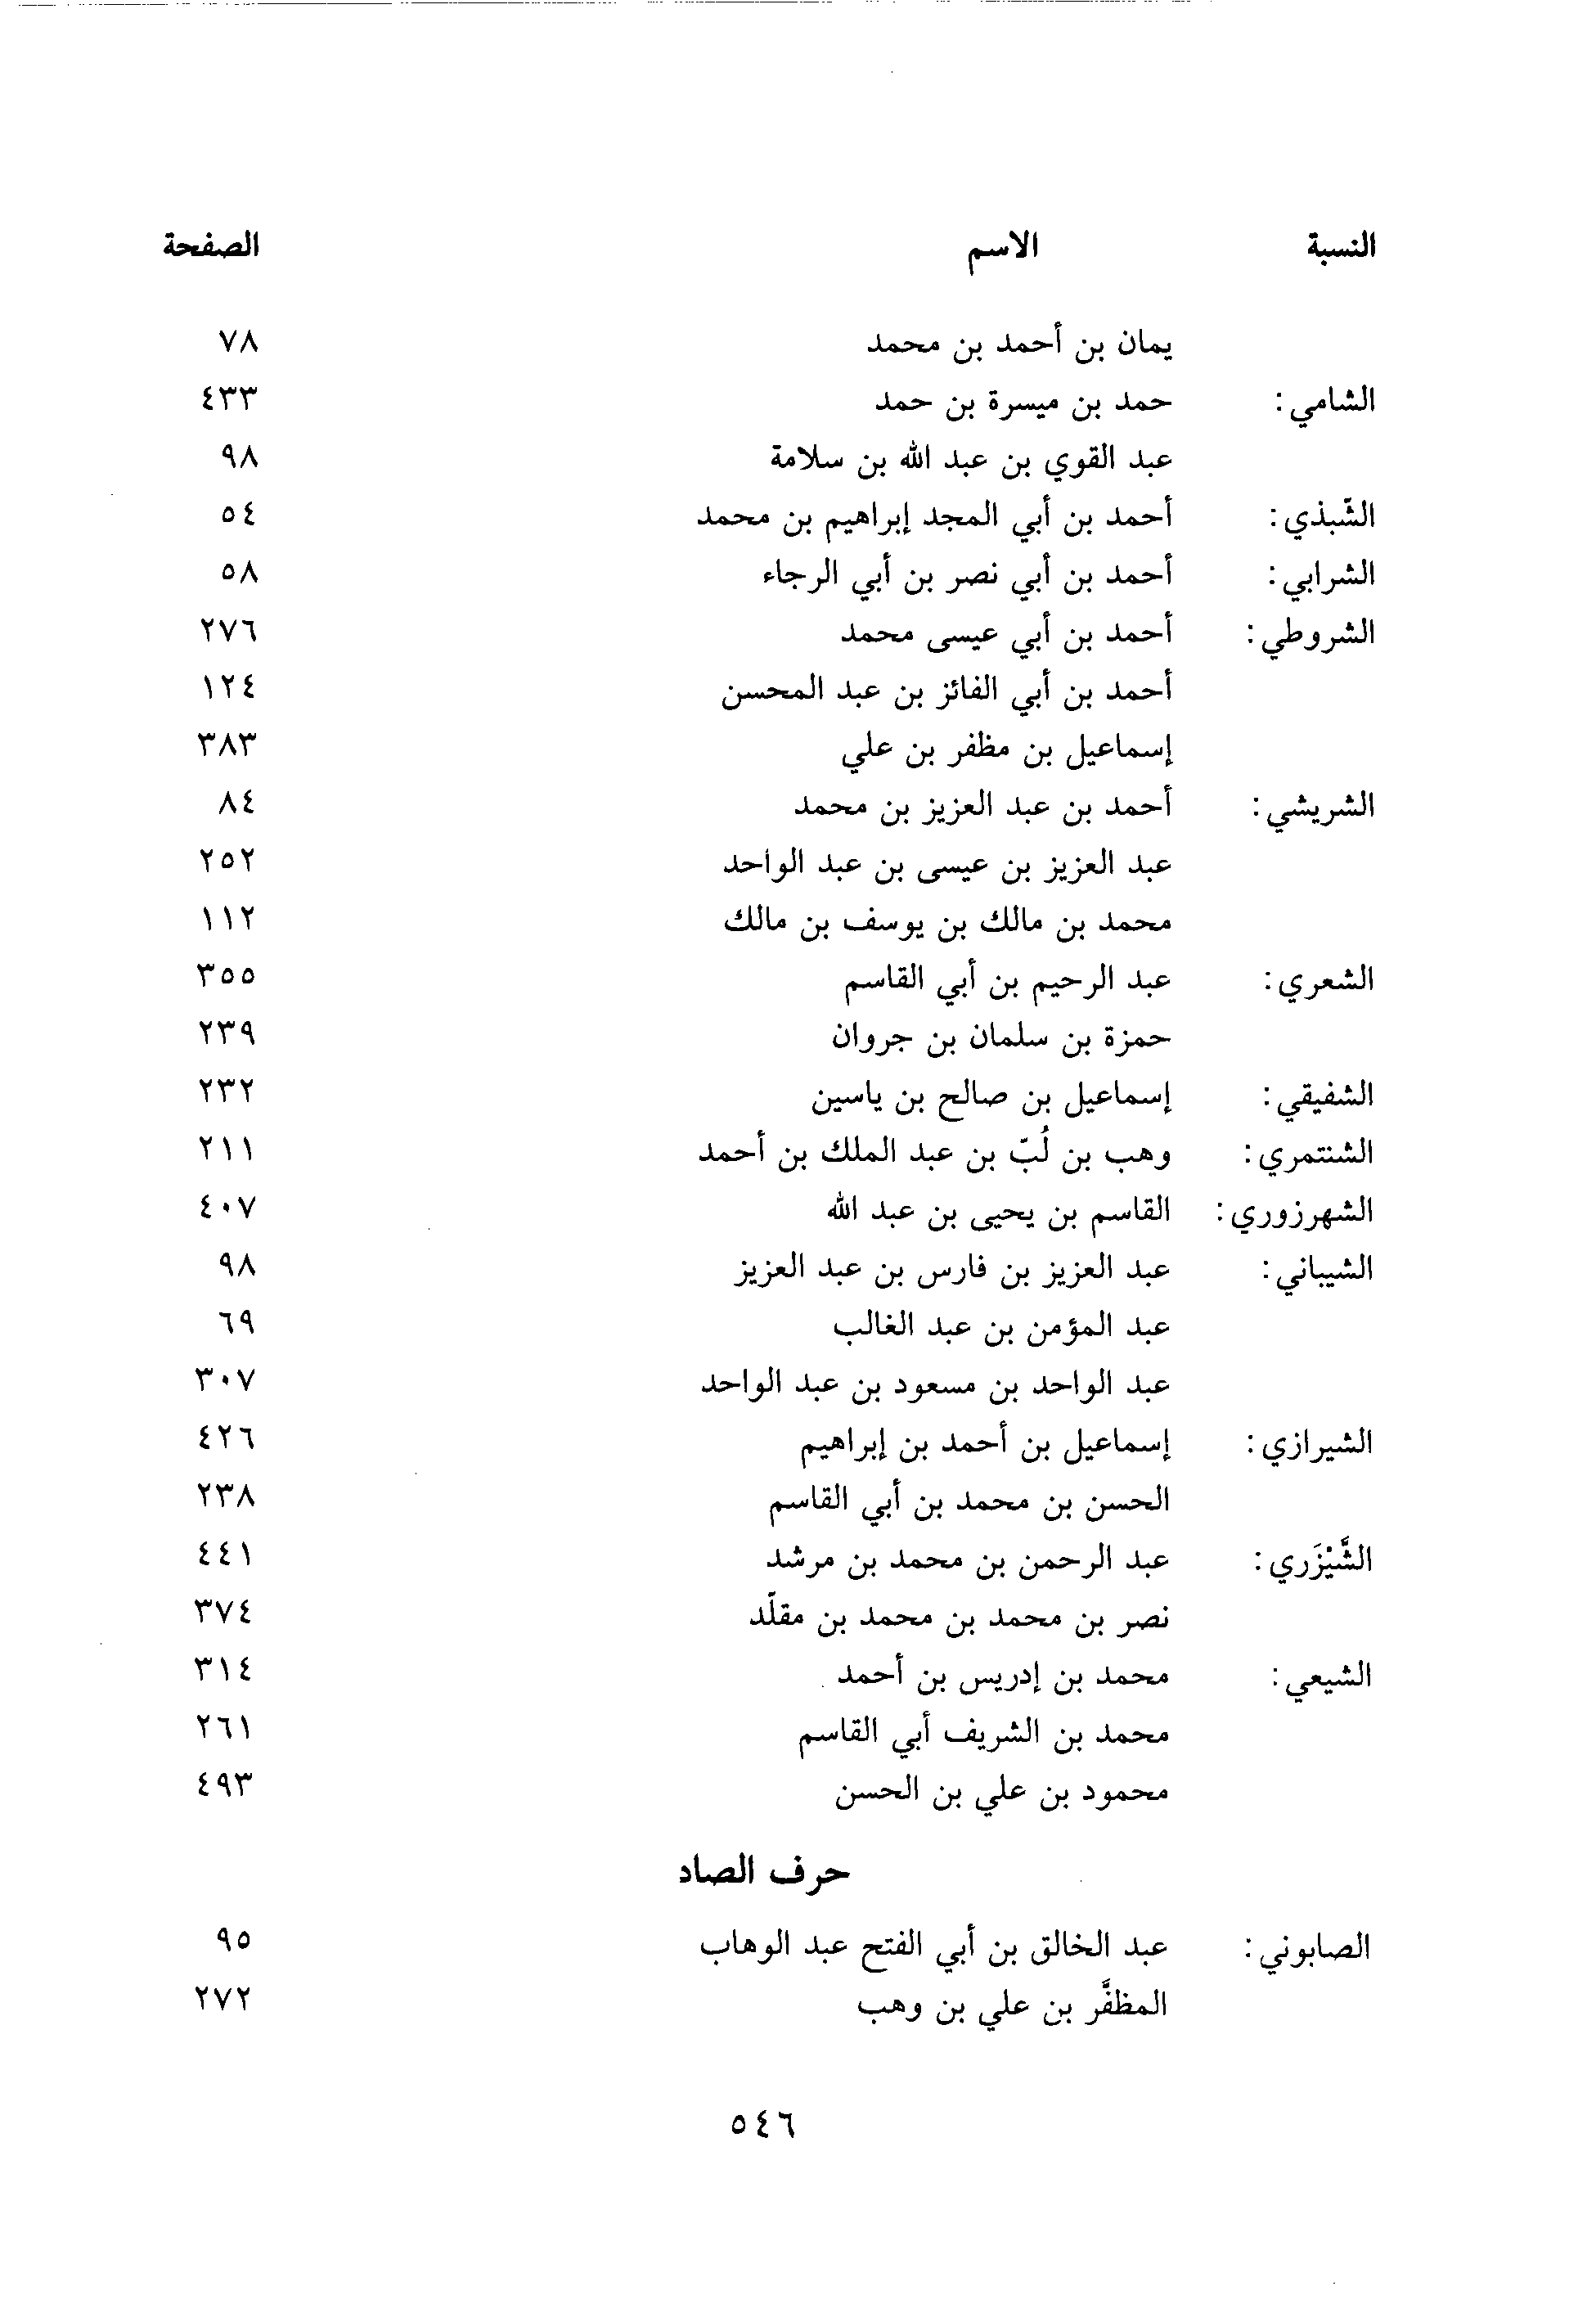 النسبة الاسم الصفحة
يمان بن أحمد بن محمد ٧٨
الشامي: حمد بن ميسرة بن حمد ٤٣٣
عبد القوي بن عبد الله بن سلامة ٩٨
الشّبذي: أحمد بن أبي المجد إبراهيم بن محمد ٥٤
الشرابي: أحمد بن أبي نصر بن أبي الرجاء ٥٨
الشروطي: أحمد بن أبي عيسى محمد ٢٧٦
أحمد بن أبي الفائز بن عبد المحسن ١٢٤
إسماعيل بن مظفر بن علي ٣٨٣
الشريشي: أحمد بن عبد العزيز بن محمد ٨٤
عبد العزيز بن عيسى بن عبد الواحد ٢٥٢
محمد بن مالك بن يوسف بن مالك ١١٢
الشعري: عبد الرحيم بن أبي القاسم ٣٥٥
حمزة بن سلمان بن جروان ٢٣٩
الشفيقي: إسماعيل بن صالح بن ياسين ٢٣٢
الشنتمري: وهب بن لُبّ بن عبد الملك بن أحمد ٢١١
الشهرزوري: القاسم بن يحيى بن عبد الله ٤٠٧
الشيباني: عبد العزيز بن فارس بن عبد العزيز ٩٨
عبد المؤمن بن عبد الغالب ٦٩
عبد الواحد بن مسعود بن عبد الواحد ٣٠٧
الشيرازي: إسماعيل بن أحمد بن إبراهيم ٤٢٦
الحسن بن محمد بن أبي القاسم ٢٣٨
الشَّيْزَري: عبد الرحمن بن محمد بن مرشد ٤٤١
نصر بن محمد بن محمد بن مقلّد ٣٧٤
الشيعي: محمد بن إدريس بن أحمد ٣١٤
محمد بن الشريف أبي القاسم ٢٦١
محمود بن علي بن الحسن ٤٩٣
حرف الصاد
الصابوني: عبد الخالق بن أبي الفتح عبد الوهاب ٩٥
المظفَّر بن علي بن وهب ٢٧٢
٥٤٦